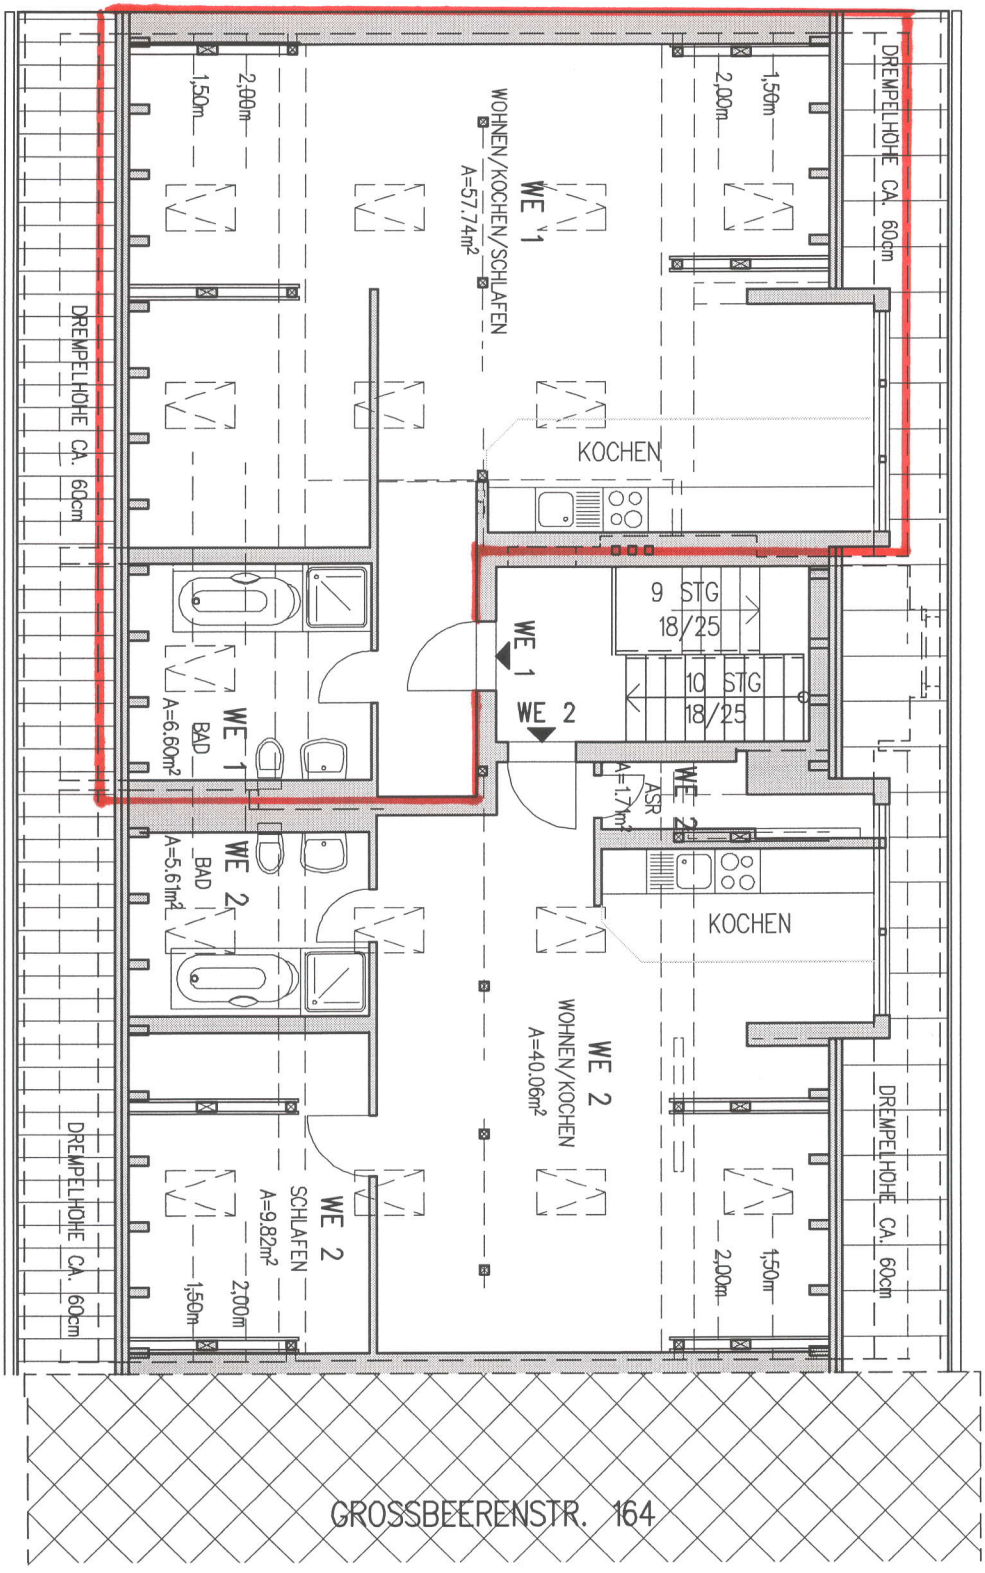 1,50m
2,00m
2,00m
1,50m
DREMPELHÖHE CA. 60cm
WE 1
WOHNEN/KOCHEN/SCHLAFEN
A=57.74m²
DREMPELHÖHE CA. 60cm
KOCHEN
9 STG
18/25
WE 1
10 STG
18/25
WE 2
WE 1
BAD
A=6.60m²
WE 2
ASR
A=1.71m²
WE 2
BAD
A=5.61m²
KOCHEN
WE 2
WOHNEN/KOCHEN
A=40.06m²
DREMPELHÖHE CA. 60cm
DREMPELHÖHE CA. 60cm
WE 2
SCHLAFEN
A=9.82m²
1,50m
2,00m
2,00m
1,50m
GROSSBEERENSTR. 164